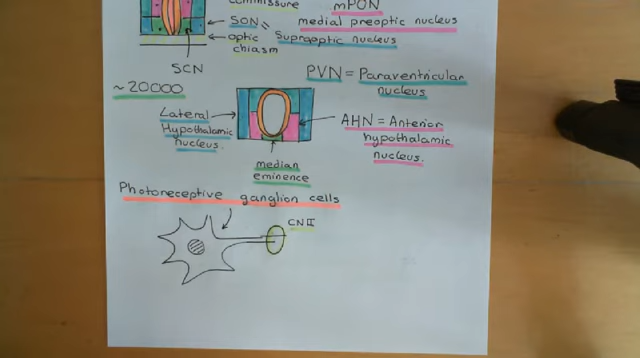 commissure
mPON
SON = medial preoptic nucleus
optic Supraoptic nucleus
chiasm
SCN
PVN = Paraventricular
nucleus
~20000
Lateral
Hypothalamic
nucleus.
AHN = Anterior
hypothalamic
nucleus.
median
eminence
Photoreceptive ganglion cells
CN II